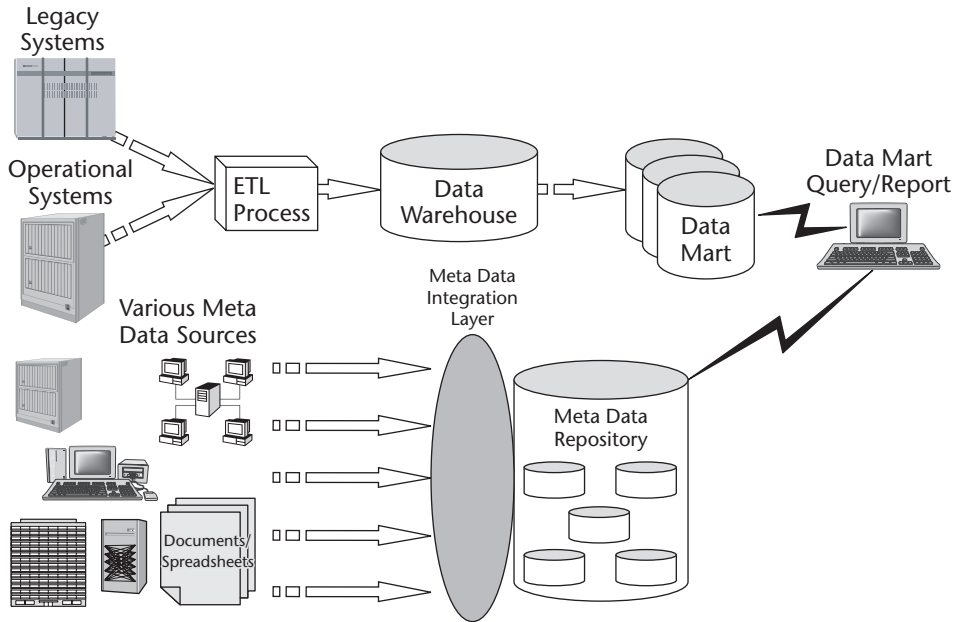 Legacy
Systems
Operational
Systems
ETL
Process
Data
Warehouse
Data
Mart
Data Mart
Query/Report
Various Meta
Data Sources
Meta Data
Integration
Layer
Meta Data
Repository
Documents/
Spreadsheets